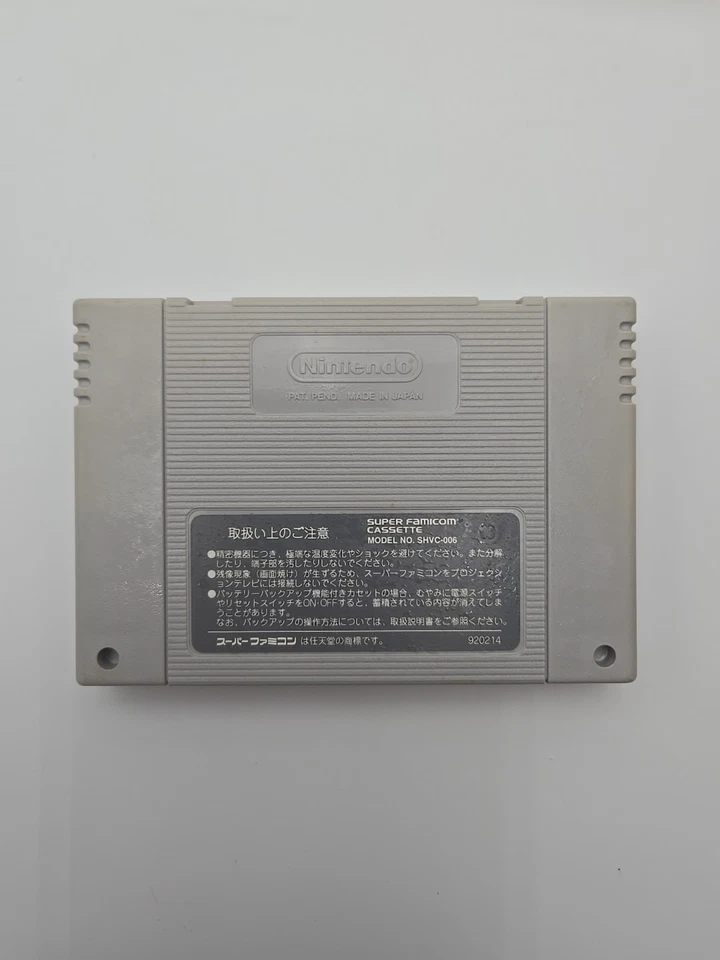 Nintendo®
PAT. PEND. MADE IN JAPAN
取扱い上のご注意
SUPER FAMICOM
CASSETTE
MODEL NO. SHVC-006
●精密機器につき、極端な温度変化やショックを避けてください。また分解
したり、端子部を汚したりしないでください。
●残像現象（画面焼け）が生ずるため、スーパーファミコンをプロジェクシ
ョンテレビには接続しないでください。
●バッテリーバックアップ機能付きカセットの場合、むやみに電源スイッチ
やリセットスイッチをON・OFFすると、蓄積されている内容が消えてしま
うことがあります。
なお、バックアップの操作方法については、取扱説明書をご参照ください。
スーパーファミコン は任天堂の商標です。
920214